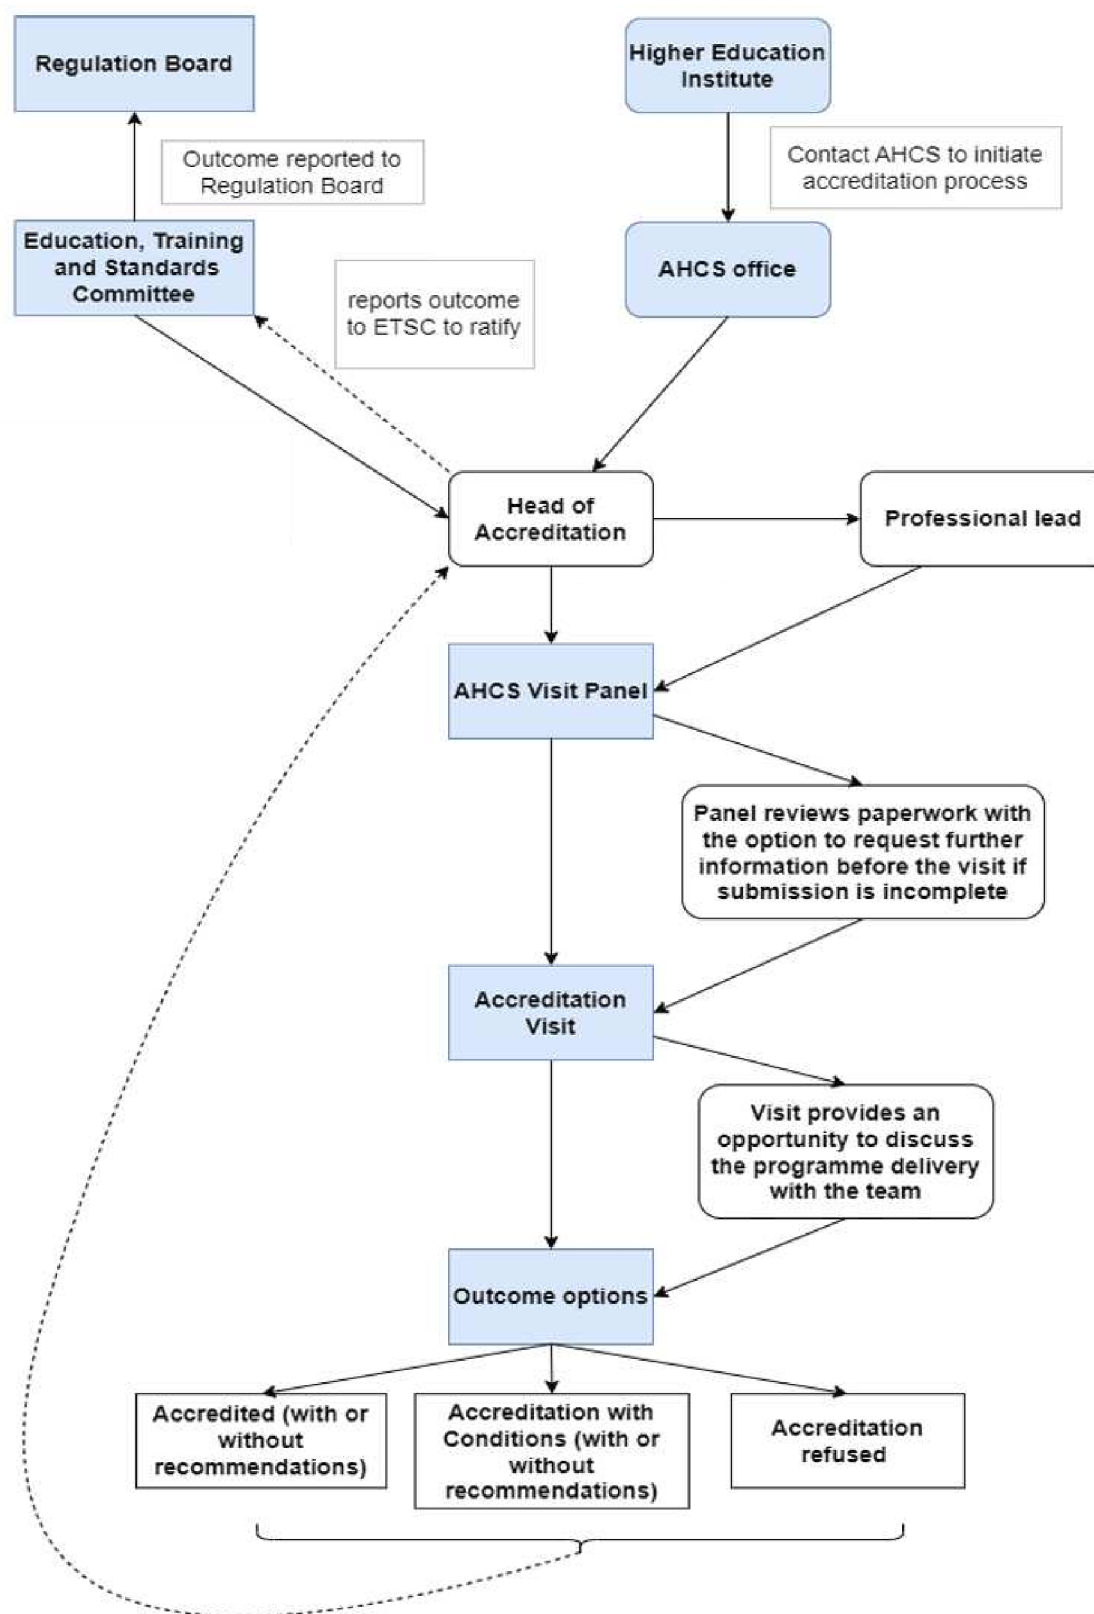 Regulation Board
Higher Education
Institute
Outcome reported to
Regulation Board
Contact AHCS to initiate
accreditation process
Education, Training
and Standards
Committee
AHCS office
reports outcome
to ETSC to ratify
Head of
Accreditation
Professional lead
AHCS Visit Panel
Panel reviews paperwork with
the option to request further
information before the visit if
submission is incomplete
Accreditation
Visit
Visit provides an
opportunity to discuss
the programme delivery
with the team
Outcome options
Accredited (with or
without
recommendations)
Accreditation with
Conditions (with or
without
recommendations)
Accreditation
refused